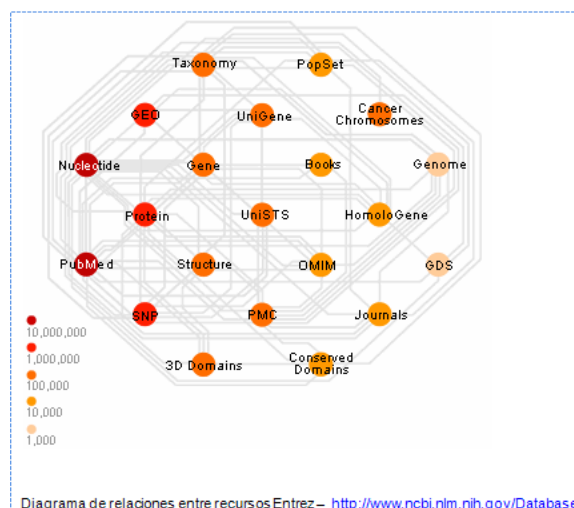 Taxonomy
PopSet
GEO
UniGene
Cancer
Chromosomes
Nucleotide
Gene
Books
Genome
Protein
UniSTS
HomoloGene
PubMed
Structure
OMIM
GDS
SNP
PMC
Journals
3D Domains
Conserved
Domains
10,000,000
1,000,000
100,000
10,000
1,000
Diagrama de relaciones entre recursos Entrez – http://www.ncbi.nlm.nih.gov/Database